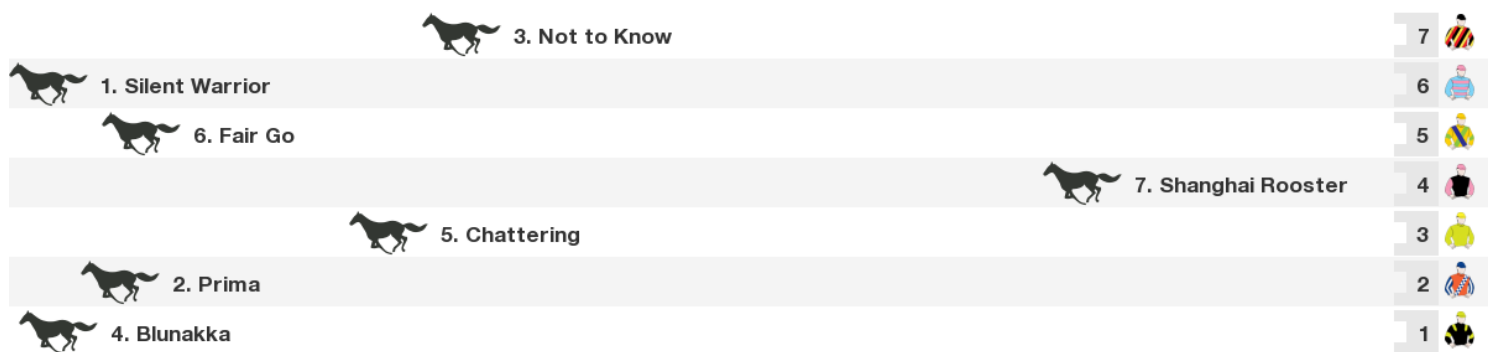 3. Not to Know 7
1. Silent Warrior 6
6. Fair Go 5
7. Shanghai Rooster 4
5. Chattering 3
2. Prima 2
4. Blunakka 1